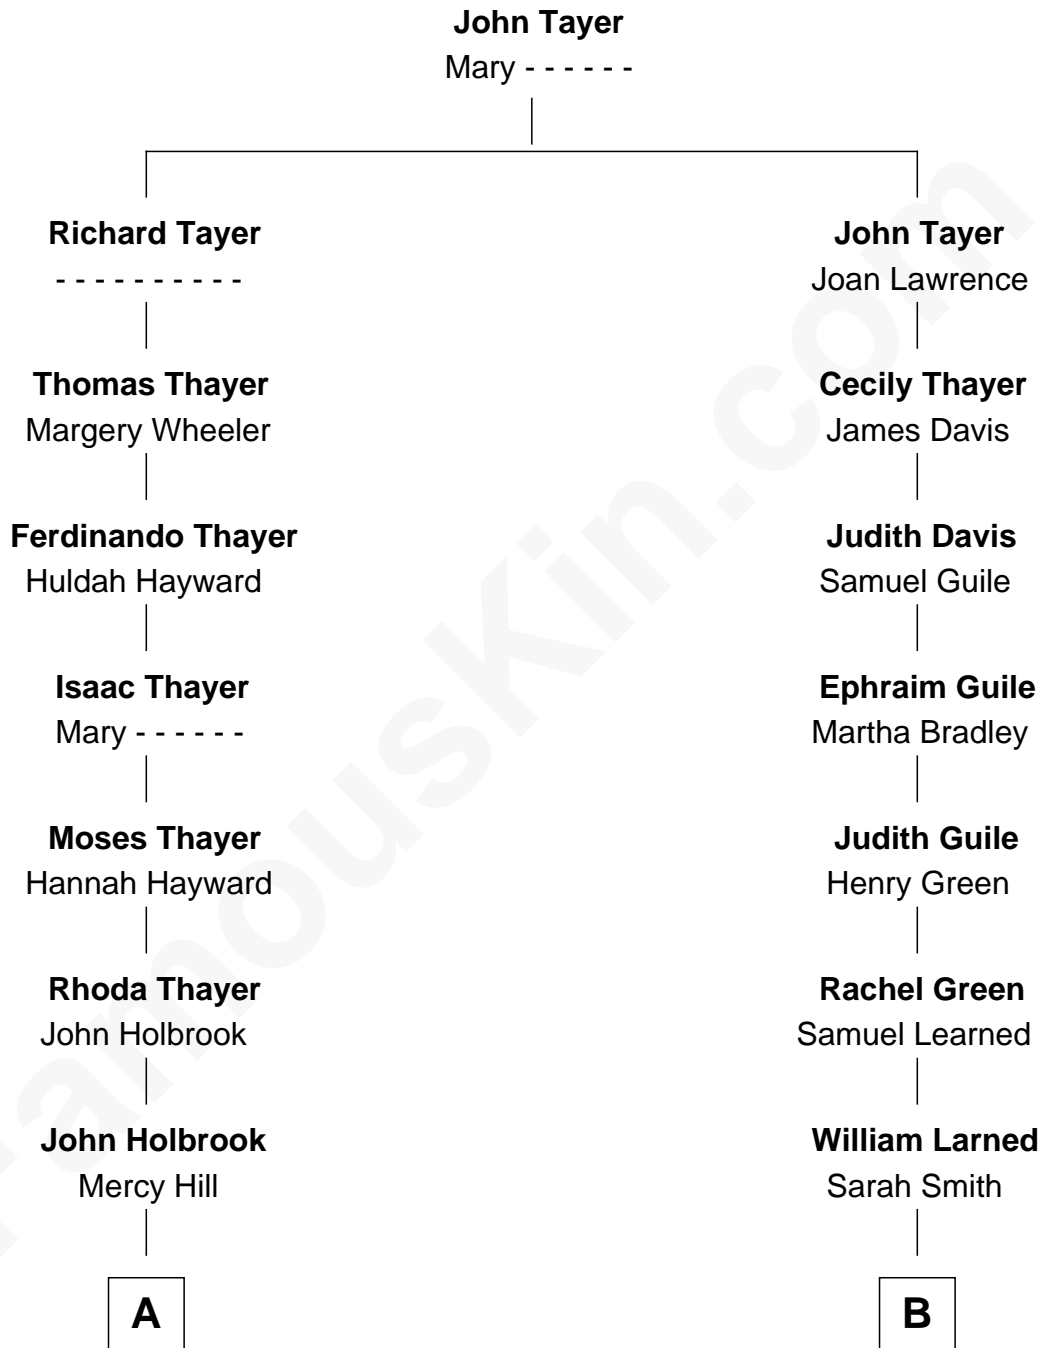 John Tayer
Mary - - - - - -
Richard Tayer
- - - - - - - - - -
Thomas Thayer
Margery Wheeler
Ferdinando Thayer
Huldah Hayward
Isaac Thayer
Mary - - - - - -
Moses Thayer
Hannah Hayward
Rhoda Thayer
John Holbrook
John Holbrook
Mercy Hill
A
John Tayer
Joan Lawrence
Cecily Thayer
James Davis
Judith Davis
Samuel Guile
Ephraim Guile
Martha Bradley
Judith Guile
Henry Green
Rachel Green
Samuel Learned
William Larned
Sarah Smith
B
FamousKin.com